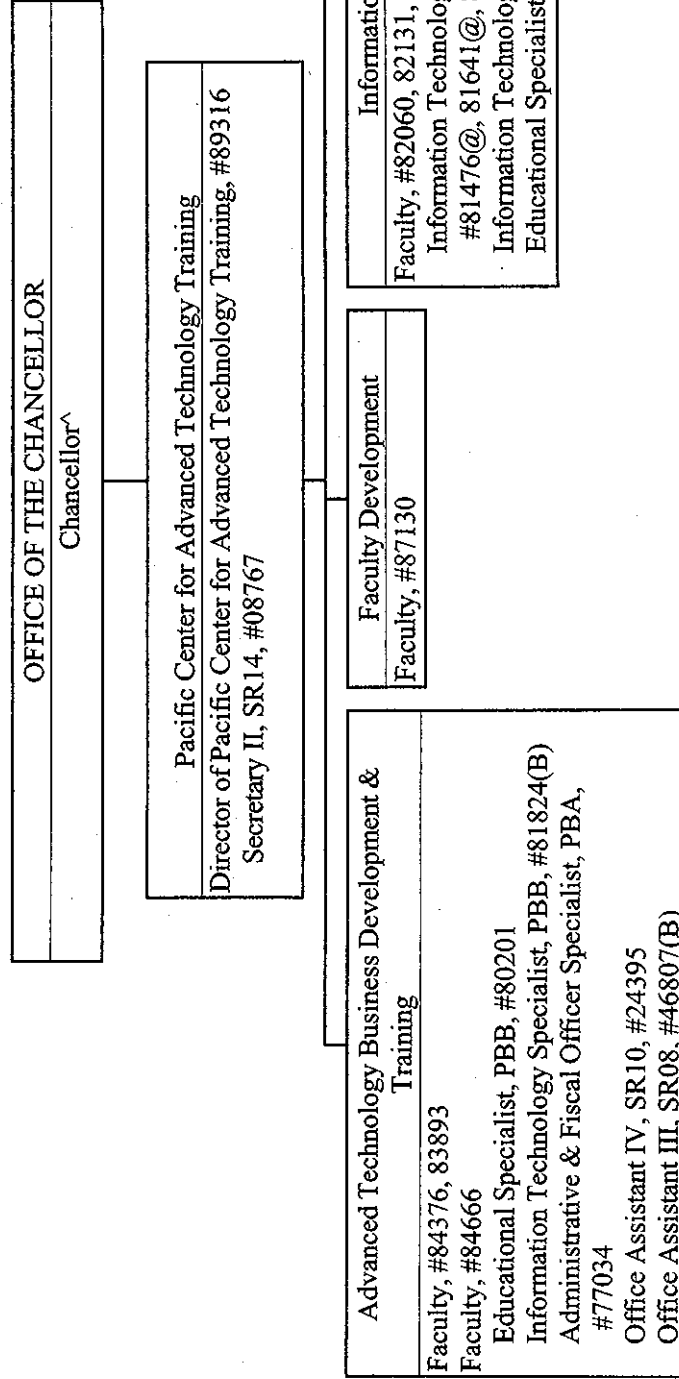 OFFICE OF THE CHANCELLOR
Chancellor^
Pacific Center for Advanced Technology Training
Director of Pacific Center for Advanced Technology Training, #89316
Secretary II, SR14, #08767
Advanced Technology Business Development &
Training
Faculty, #84376, 83893
Faculty, #84666
Educational Specialist, PBB, #80201
Information Technology Specialist, PBB, #81824(B)
Administrative & Fiscal Officer Specialist, PBA,
#77034
Office Assistant IV, SR10, #24395
Office Assistant III, SR08, #46807(B)
Faculty Development
Faculty, #87130
Informatio
Faculty, #82060, 82131,
Information Technolog
#81476@, 81641@,
Information Technolog
Educational Specialist